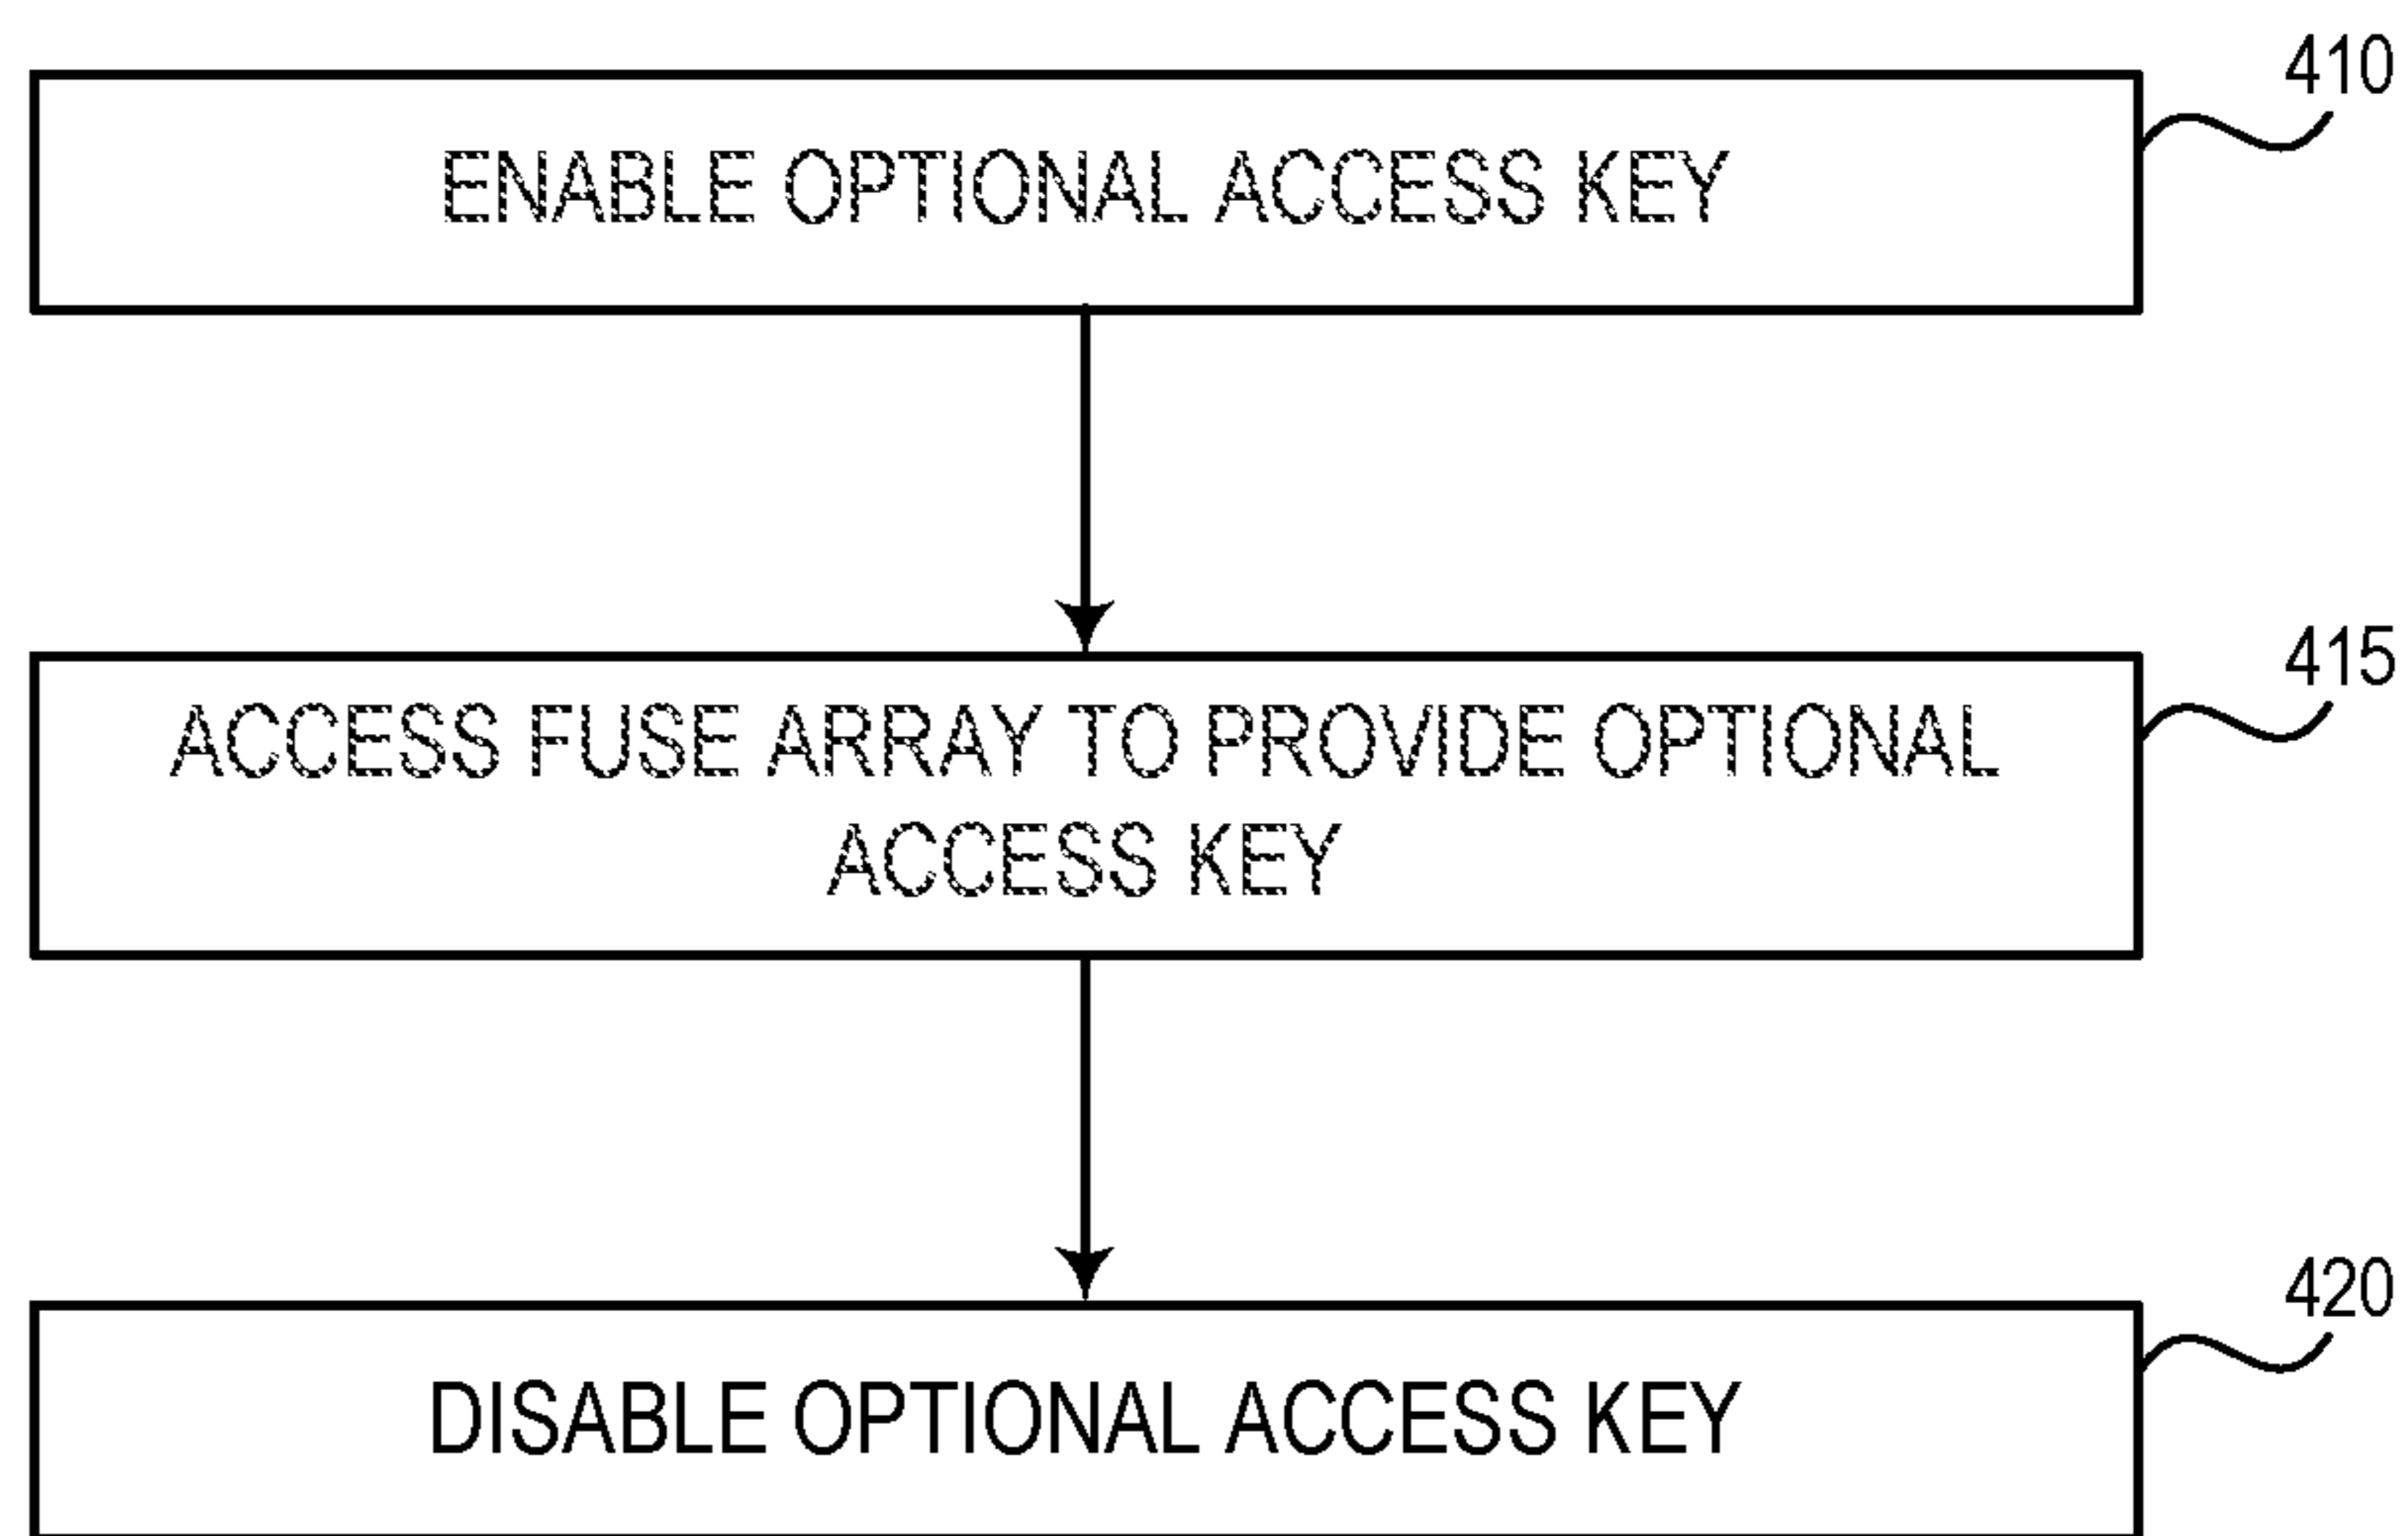 410
ENABLE OPTIONAL ACCESS KEY
415
ACCESS FUSE ARRAY TO PROVIDE OPTIONAL
ACCESS KEY
420
DISABLE OPTIONAL ACCESS KEY